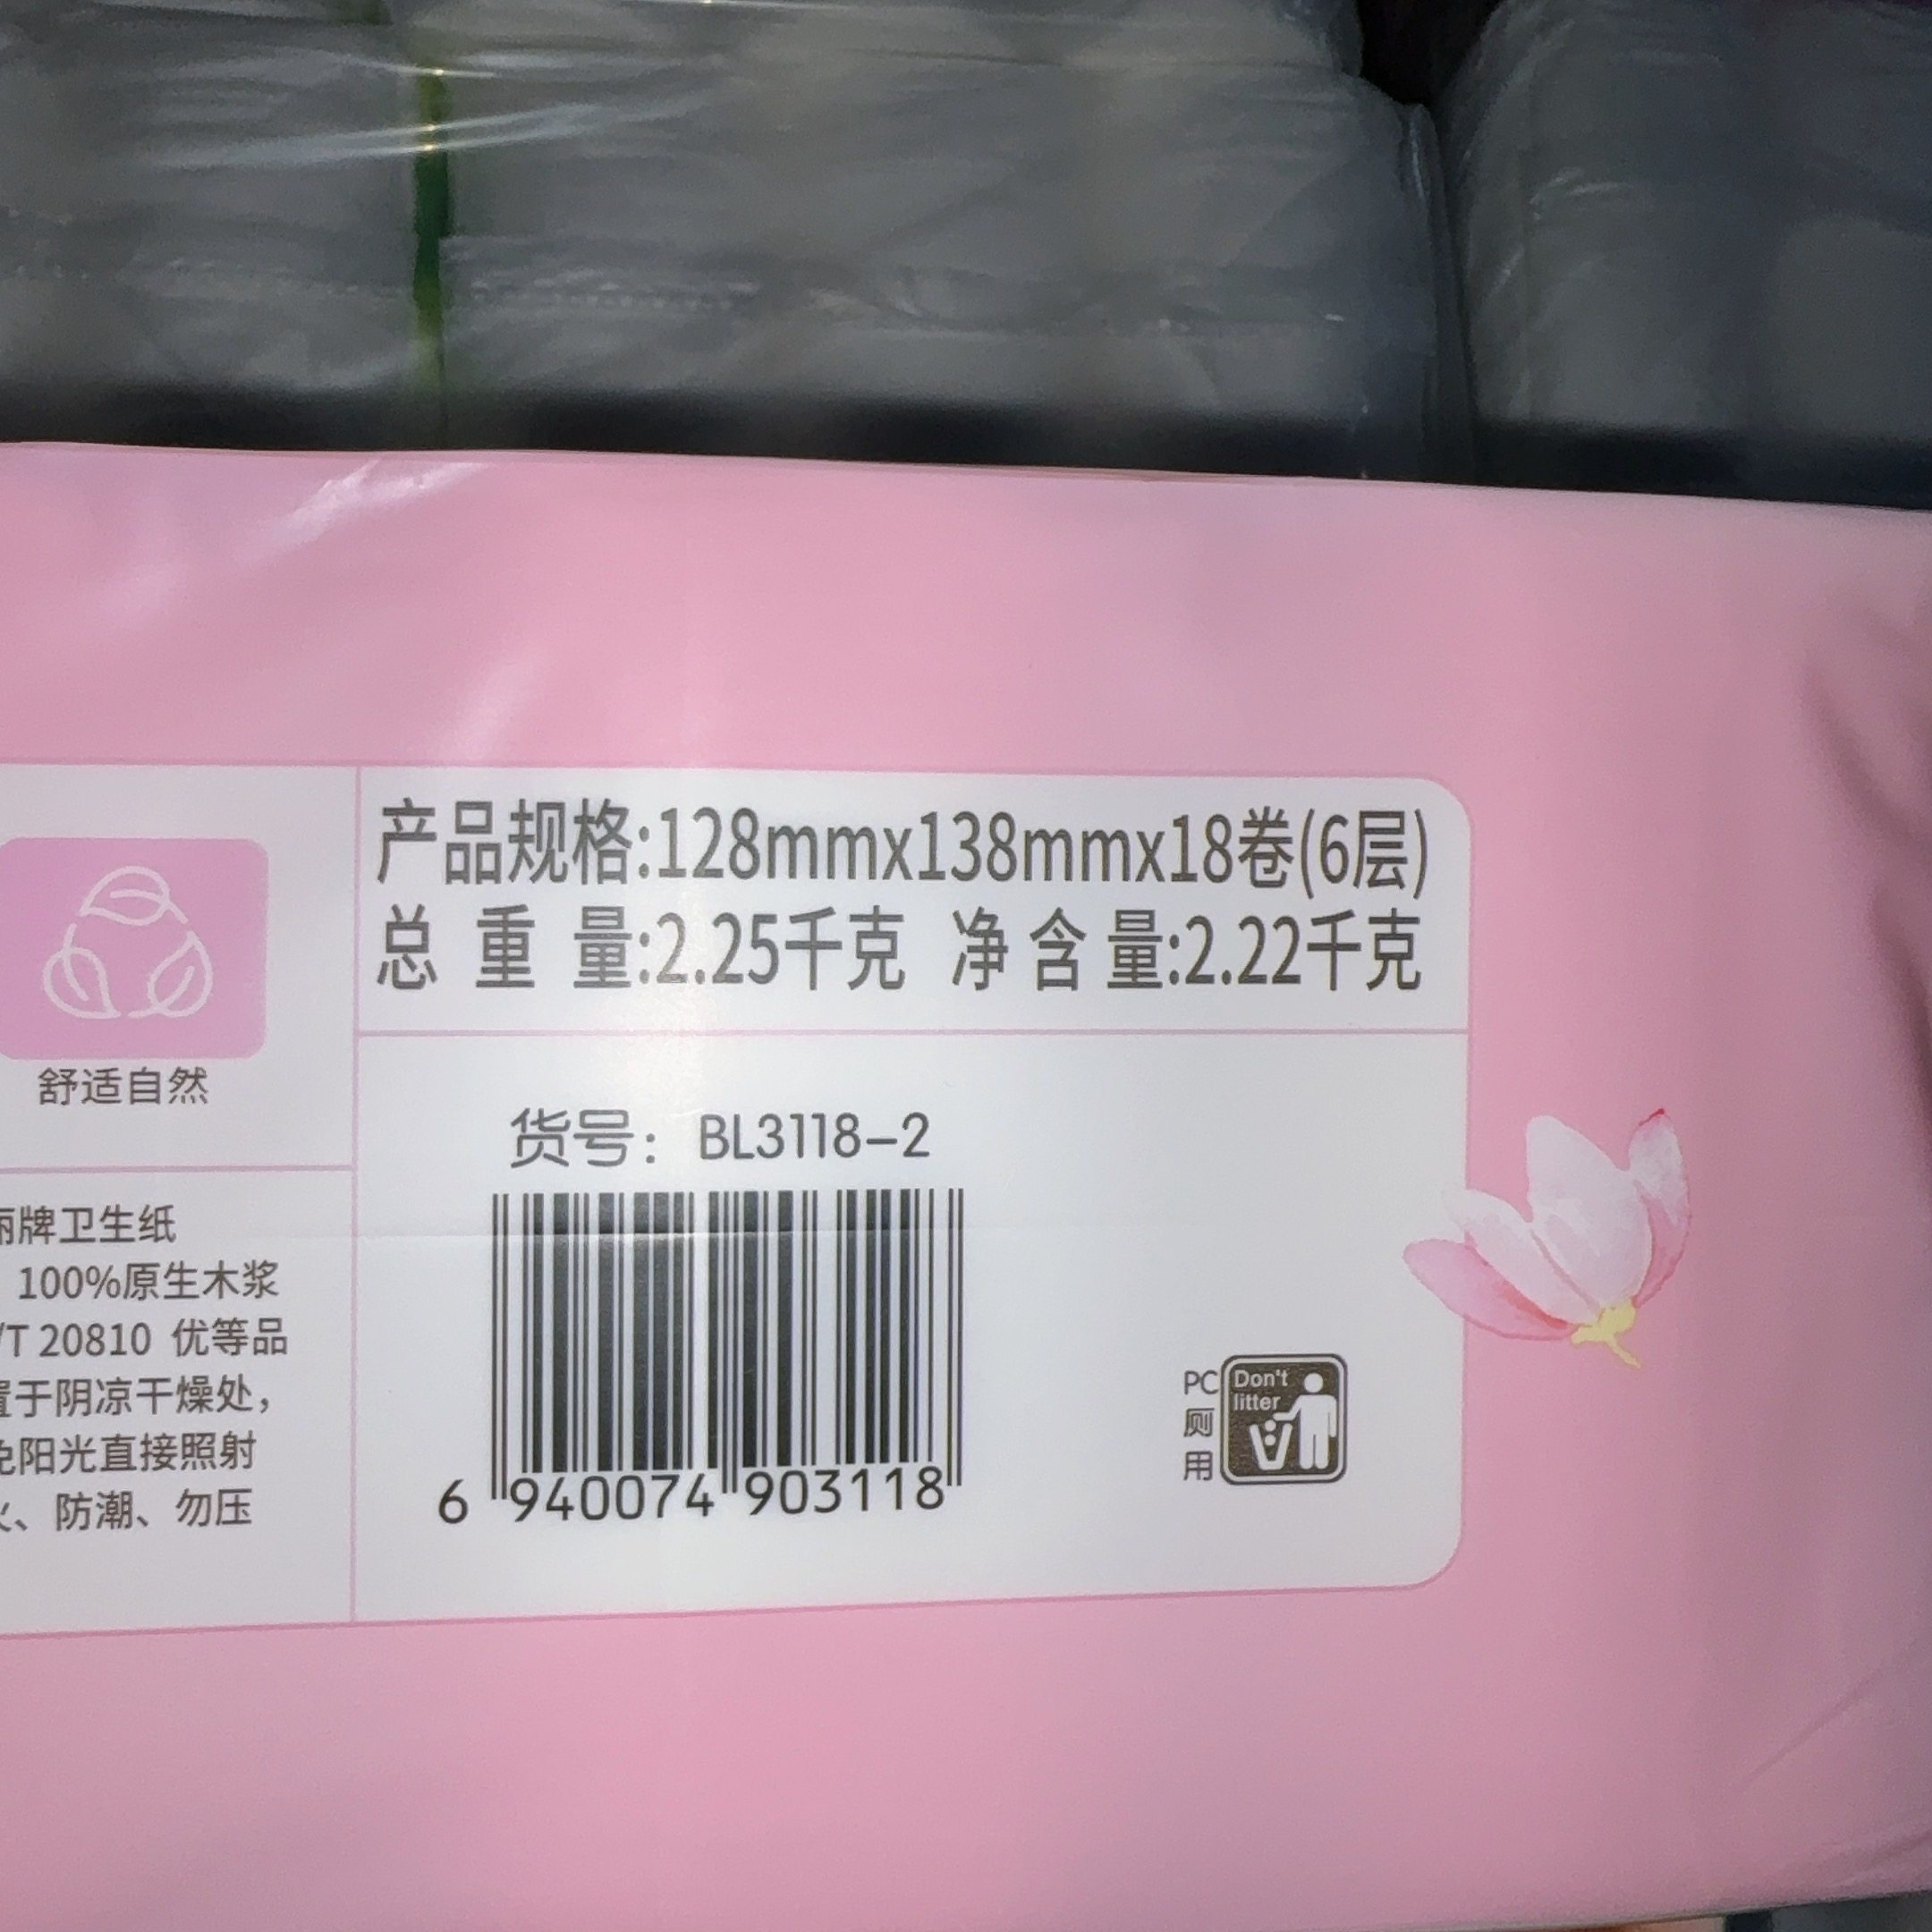 产品规格:128mmx138mmx18卷(6层)
总重量:2.25千克 净含量:2.22千克
舒适自然
货号：BL3118-2
牌卫生纸
100%原生木浆
/T 20810 优等品
置于阴凉干燥处，
免阳光直接照射
、防潮、勿压
6 940074 903118
PC
厕
用
Don't
litter